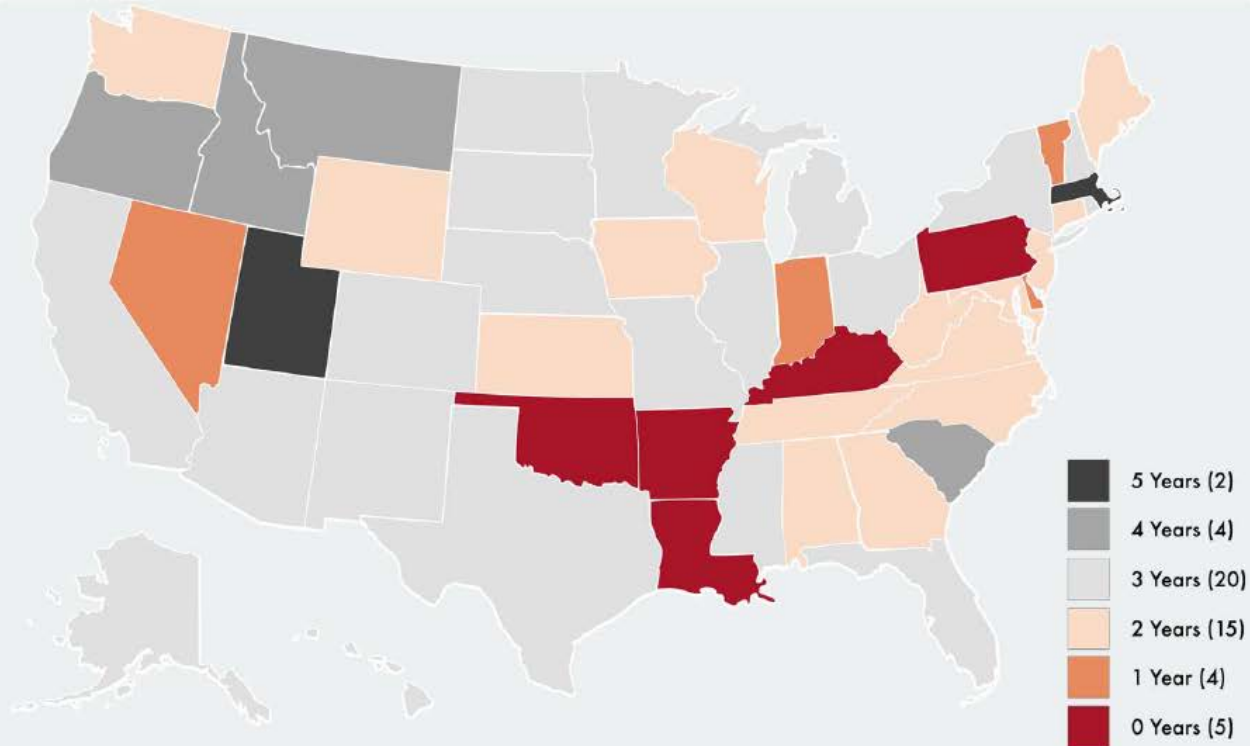 5 Years (2)
4 Years (4)
3 Years (20)
2 Years (15)
1 Year (4)
0 Years (5)